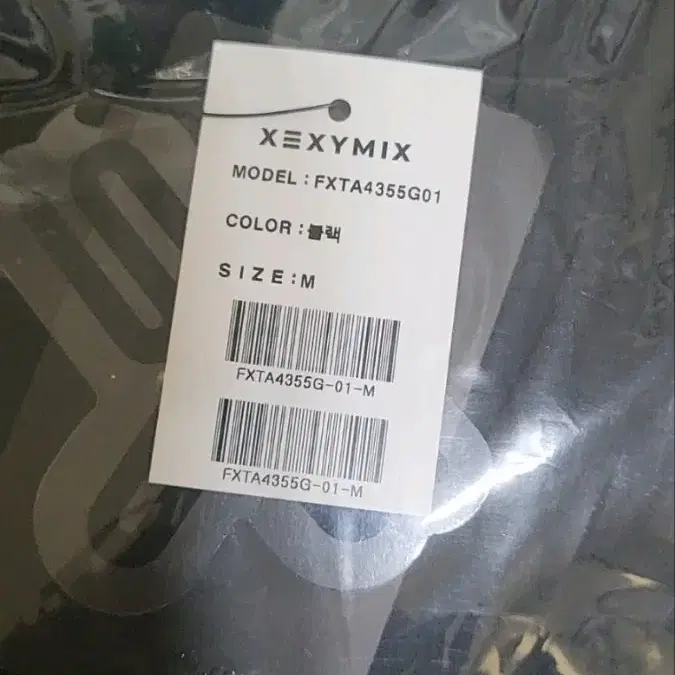 XEXYMIX
MODEL : FXTA4355G01
COLOR : 블랙
SIZE : M
FXTA4355G-01-M
FXTA4355G-01-M